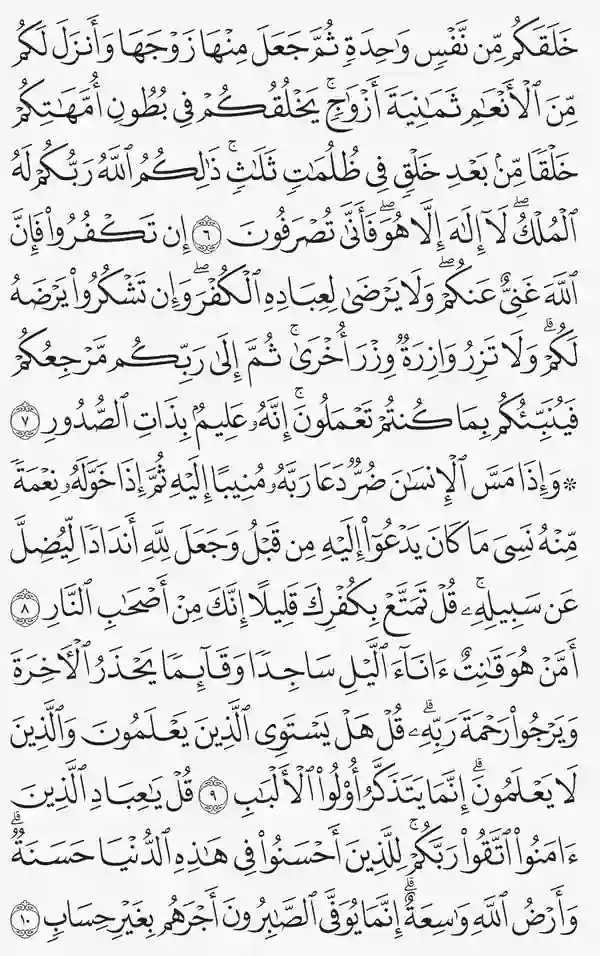 خَلَقَكُم مِّن نَّفْسٍ وَٰحِدَةٍ ثُمَّ جَعَلَ مِنْهَا زَوْجَهَا وَأَنزَلَ لَكُم
مِّنَ ٱلْأَنْعَٰمِ ثَمَٰنِيَةَ أَزْوَٰجٍ ۚ يَخْلُقُكُمْ فِى بُطُونِ أُمَّهَٰتِكُمْ
خَلْقًا مِّنۢ بَعْدِ خَلْقٍ فِى ظُلُمَٰتٍ ثَلَٰثٍ ۚ ذَٰلِكُمُ ٱللَّهُ رَبُّكُمْ لَهُ
ٱلْمُلْكُ ۖ لَآ إِلَٰهَ إِلَّا هُوَ ۖ فَأَنَّىٰ تُصْرَفُونَ ٦ إِن تَكْفُرُوا۟ فَإِنَّ
ٱللَّهَ غَنِىٌّ عَنكُمْ ۖ وَلَا يَرْضَىٰ لِعِبَادِهِ ٱلْكُفْرَ ۖ وَإِن تَشْكُرُوا۟ يَرْضَهُ
لَكُمْ ۗ وَلَا تَزِرُ وَازِرَةٌ وِزْرَ أُخْرَىٰ ۚ ثُمَّ إِلَىٰ رَبِّكُم مَّرْجِعُكُمْ
فَيُنَبِّئُكُم بِمَا كُنتُمْ تَعْمَلُونَ ۚ إِنَّهُۥ عَلِيمٌۢ بِذَاتِ ٱلصُّدُورِ ٧
۞ وَإِذَا مَسَّ ٱلْإِنسَٰنَ ضُرٌّ دَعَا رَبَّهُۥ مُنِيبًا إِلَيْهِ ثُمَّ إِذَا خَوَّلَهُۥ نِعْمَةً
مِّنْهُ نَسِىَ مَا كَانَ يَدْعُوٓا۟ إِلَيْهِ مِن قَبْلُ وَجَعَلَ لِلَّهِ أَندَادًا لِّيُضِلَّ
عَن سَبِيلِهِۦ ۚ قُلْ تَمَتَّعْ بِكُفْرِكَ قَلِيلًا إِنَّكَ مِنْ أَصْحَٰبِ ٱلنَّارِ ٨
أَمَّنْ هُوَ قَٰنِتٌ ءَانَآءَ ٱلَّيْلِ سَاجِدًا وَقَآئِمًا يَحْذَرُ ٱلْءَاخِرَةَ
وَيَرْجُوا۟ رَحْمَةَ رَبِّهِۦ ۗ قُلْ هَلْ يَسْتَوِى ٱلَّذِينَ يَعْلَمُونَ وَٱلَّذِينَ
لَا يَعْلَمُونَ ۗ إِنَّمَا يَتَذَكَّرُ أُو۟لُوا۟ ٱلْأَلْبَٰبِ ٩ قُلْ يَٰعِبَادِ ٱلَّذِينَ
ءَامَنُوا۟ ٱتَّقُوا۟ رَبَّكُمْ ۚ لِلَّذِينَ أَحْسَنُوا۟ فِى هَٰذِهِ ٱلدُّنْيَا حَسَنَةٌ ۗ
وَأَرْضُ ٱللَّهِ وَٰسِعَةٌ ۗ إِنَّمَا يُوَفَّى ٱلصَّٰبِرُونَ أَجْرَهُم بِغَيْرِ حِسَابٍ ١٠